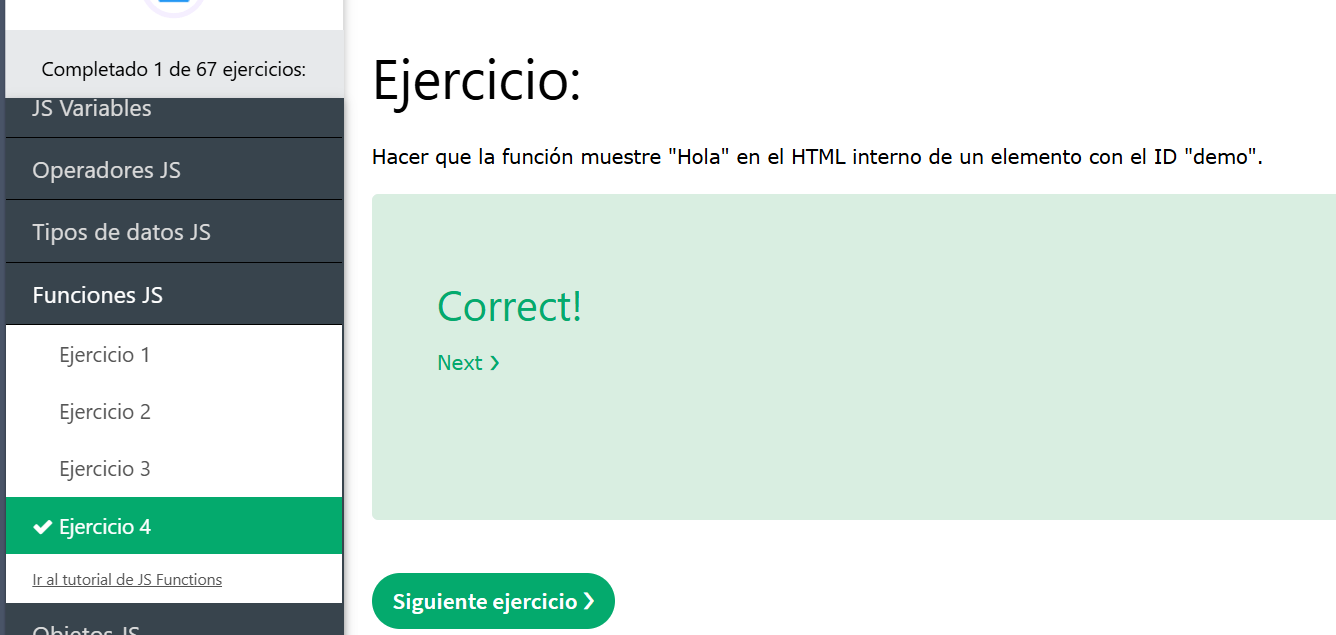 Completado 1 de 67 ejercicios:
JS Variables
Operadores JS
Tipos de datos JS
Funciones JS
Ejercicio 1
Ejercicio 2
Ejercicio 3
Ejercicio 4
Ir al tutorial de JS Functions
Objetos JS
Ejercicio:
Hacer que la función muestre "Hola" en el HTML interno de un elemento con el ID "demo".
Correct!
Next ❯
Siguiente ejercicio ❯